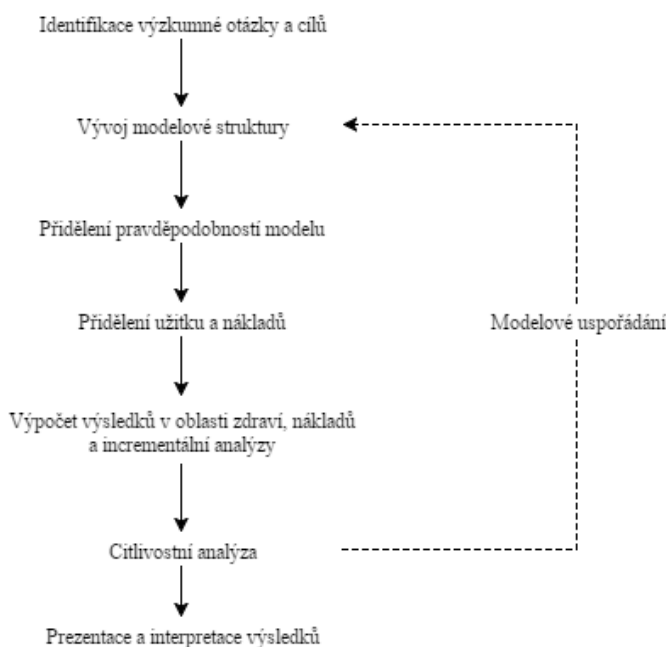 Identifikace výzkumné otázky a cílů
Vývoj modelové struktury
Přidělení pravděpodobností modelu
Přidělení užitku a nákladů
Modelové uspořádání
Výpočet výsledků v oblasti zdraví, nákladů
a incrementální analýzy
Citlivostní analýza
Prezentace a interpretace výsledků